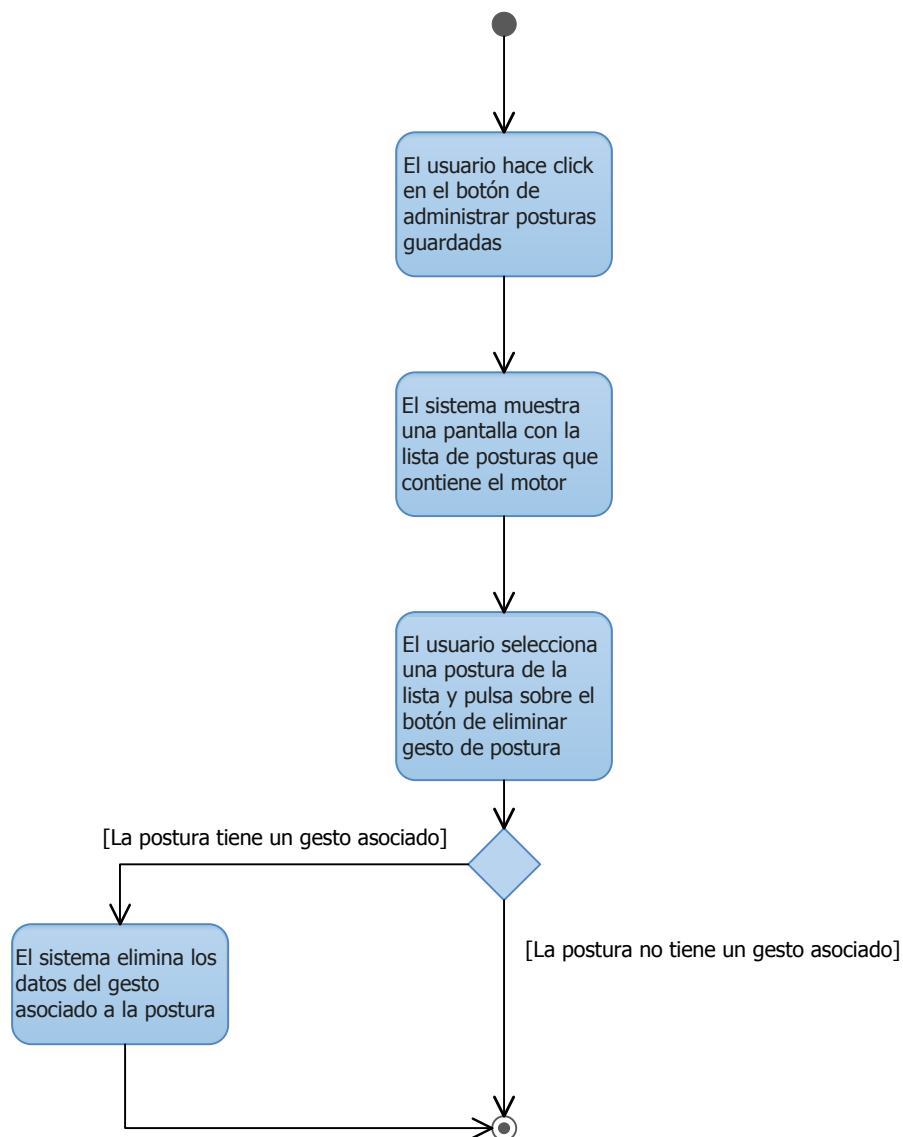 El usuario hace click
en el botón de
administrar posturas
guardadas
El sistema muestra
una pantalla con la
lista de posturas que
contiene el motor
El usuario selecciona
una postura de la
lista y pulsa sobre el
botón de eliminar
gesto de postura
[La postura tiene un gesto asociado]
[La postura no tiene un gesto asociado]
El sistema elimina los
datos del gesto
asociado a la postura